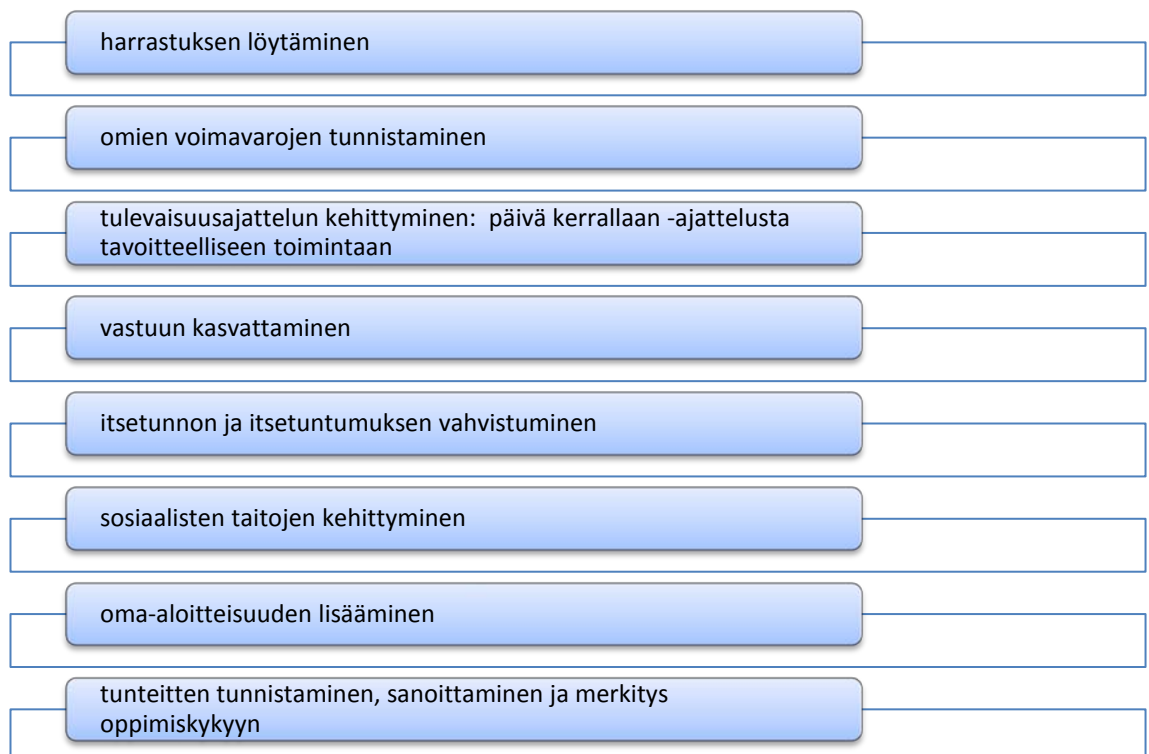 harrastuksen löytäminen
omien voimavarojen tunnistaminen
tulevaisuusajattelun kehittyminen: päivä kerrallaan -ajattelusta
tavoitteelliseen toimintaan
vastuun kasvattaminen
itsetunnon ja itsetuntumuksen vahvistuminen
sosiaalisten taitojen kehittyminen
oma-aloitteisuuden lisääminen
tunteitten tunnistaminen, sanoittaminen ja merkitys
oppimiskykyyn